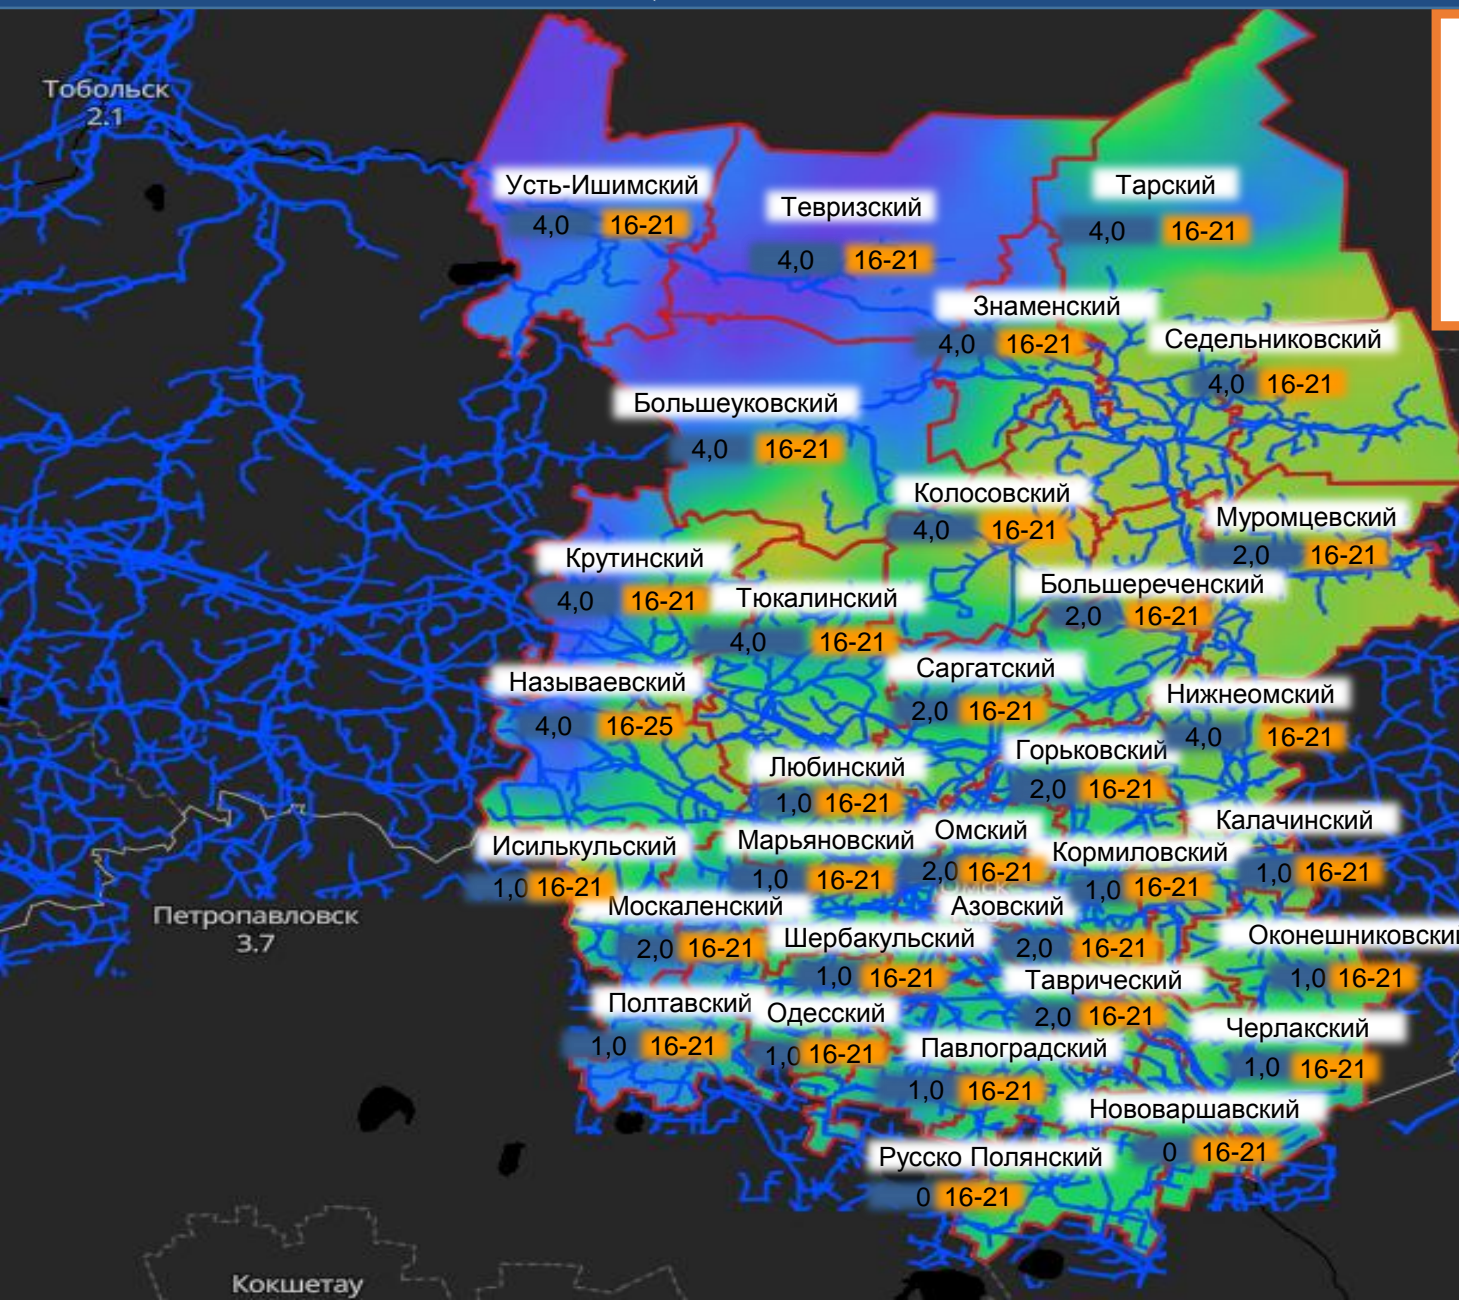 Тобольск
2.1
Усть-Ишимский
4,0 16-21
Тевризский
4,0 16-21
Тарский
4,0 16-21
Знаменский
4,0 16-21
Седельниковский
4,0 16-21
Большеуковский
4,0 16-21
Колосовский
4,0 16-21
Муромцевский
2,0 16-21
Крутинский
4,0 16-21
Тюкалинский
4,0 16-21
Большереченский
2,0 16-21
Называевский
4,0 16-25
Саргатский
2,0 16-21
Нижнеомский
4,0 16-21
Любинский
1,0 16-21
Горьковский
2,0 16-21
Исилькульский
1,0 16-21
Марьяновский
1,0 16-21
Омский
2,0 16-21
Омск
Кормиловский
1,0 16-21
Калачинский
1,0 16-21
Петропавловск
3.7
Москаленский
2,0 16-21
Шербакульский
1,0 16-21
Азовский
2,0 16-21
Оконешниковский
1,0 16-21
Таврический
2,0 16-21
Полтавский
1,0 16-21
Одесский
1,0 16-21
Павлоградский
1,0 16-21
Черлакский
1,0 16-21
Нововаршавский
0 16-21
Русско Полянский
0 16-21
Кокшетау